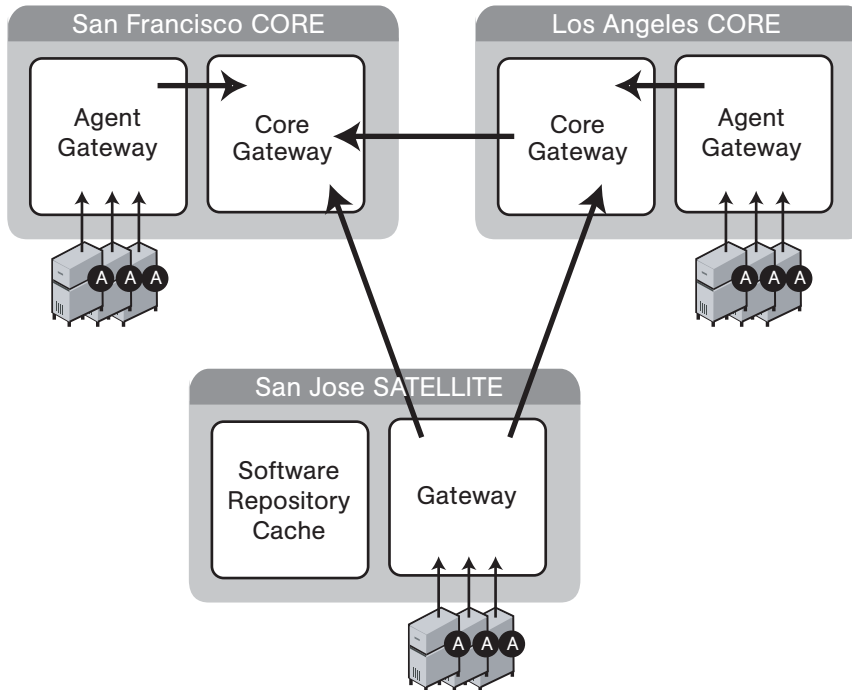 San Francisco CORE
Agent
Gateway
Core
Gateway
A A A
Los Angeles CORE
Core
Gateway
Agent
Gateway
A A A
San Jose SATELLITE
Software
Repository
Cache
Gateway
A A A